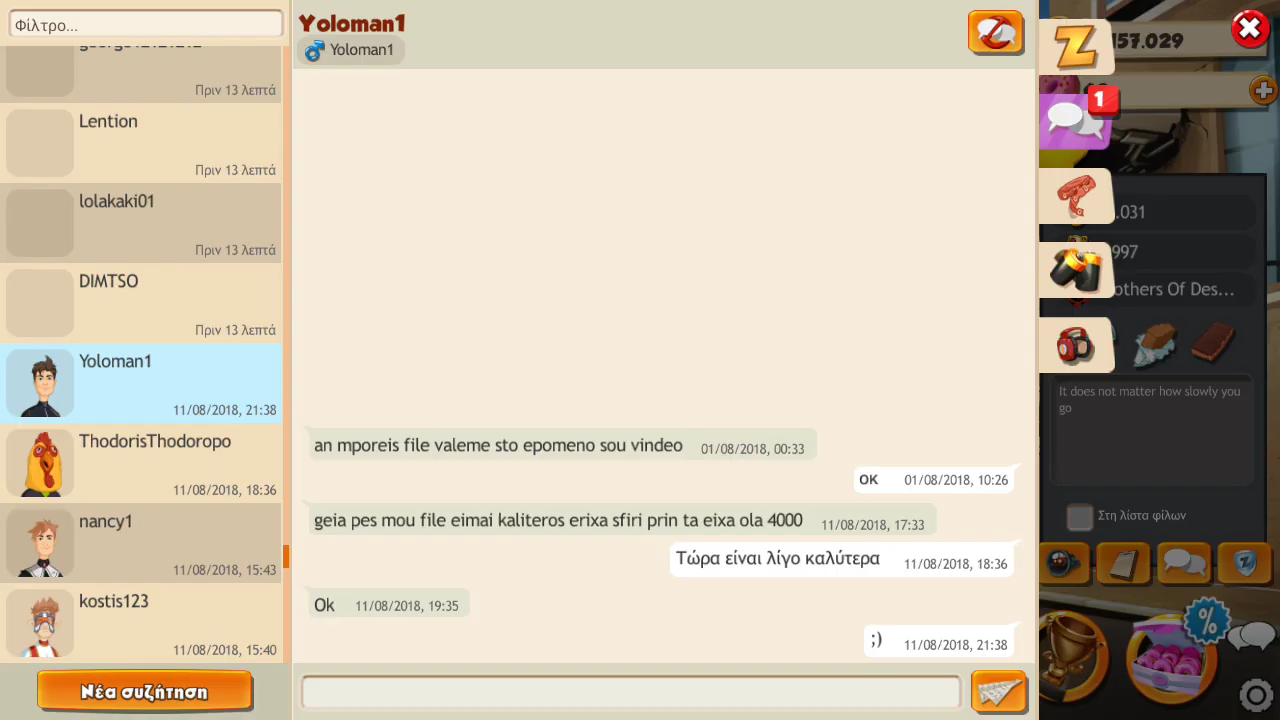 Φίλτρο...
Πριν 13 λεπτά
Lention
Πριν 13 λεπτά
lolakaki01
Πριν 13 λεπτά
DIMTSO
Πριν 13 λεπτά
Yoloman1
11/08/2018, 21:38
ThodorisThodoropo
11/08/2018, 18:36
nancy1
11/08/2018, 15:43
kostis123
11/08/2018, 15:40
Νέα συζήτηση
Yoloman1
Yoloman1
an mporeis file valeme sto epomeno sou vindeo 01/08/2018, 00:33
OK 01/08/2018, 10:26
geia pes mou file eimai kaliteros erixa sfiri prin ta eixa ola 4000 11/08/2018, 17:33
Τώρα είναι λίγο καλύτερα 11/08/2018, 18:36
Ok 11/08/2018, 19:35
;) 11/08/2018, 21:38
157.029
1
.031
997
others Of Des...
It does not matter how slowly you
go
Στη λίστα φίλων
%